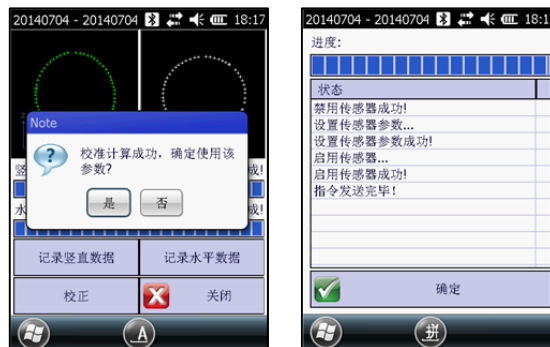 20140704 - 20140704 18:17
Note
校准计算成功，确定使用该
参数?
是 否
竖 成!
水 成!
记录竖直数据 记录水平数据
校正 关闭
A
20140704 - 20140704 18:1
进度:
状态
禁用传感器成功!
设置传感器参数...
设置传感器参数成功!
启用传感器...
启用传感器成功!
指令发送完毕!
确定
拼